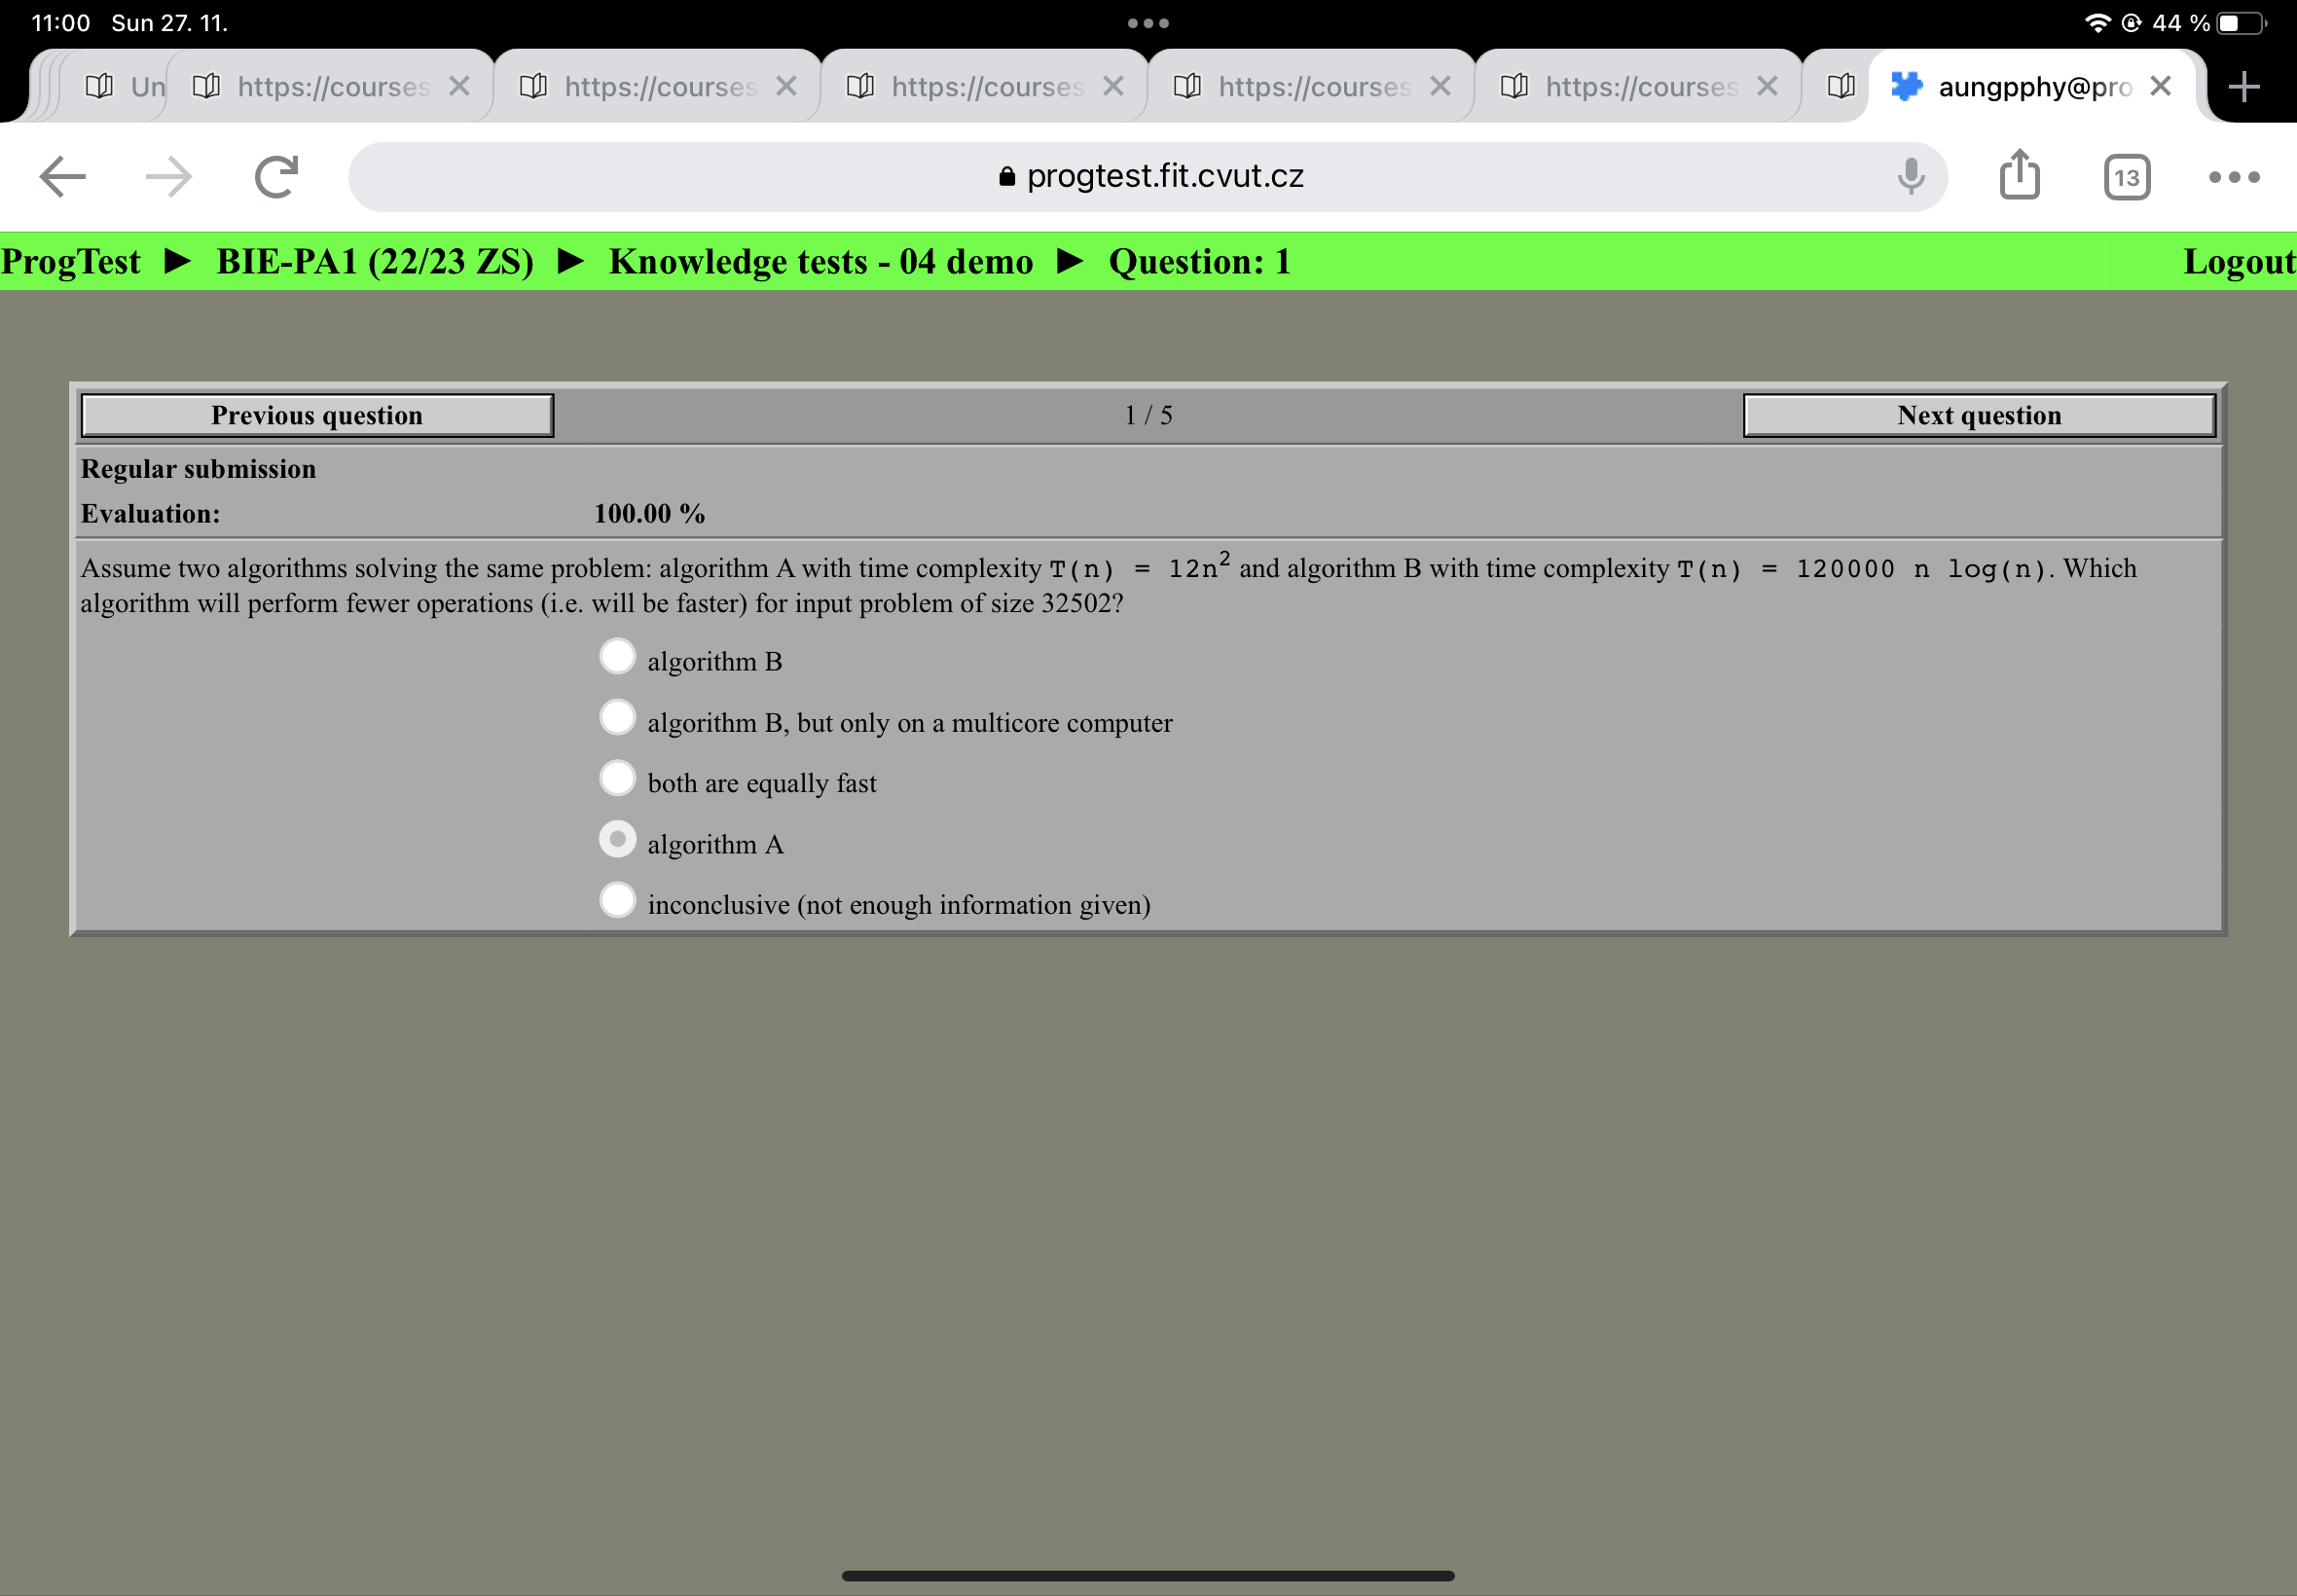 11:00 Sun 27. 11.
44 %
Un
https://courses
https://courses
https://courses
https://courses
https://courses
aungpphy@pro
progtest.fit.cvut.cz
13
ProgTest ► BIE-PA1 (22/23 ZS) ► Knowledge tests - 04 demo ► Question: 1
Logout
Previous question
1 / 5
Next question
Regular submission
Evaluation: 100.00 %
Assume two algorithms solving the same problem: algorithm A with time complexity T(n) = 12n² and algorithm B with time complexity T(n) = 120000 n log(n). Which
algorithm will perform fewer operations (i.e. will be faster) for input problem of size 32502?
algorithm B
algorithm B, but only on a multicore computer
both are equally fast
algorithm A
inconclusive (not enough information given)